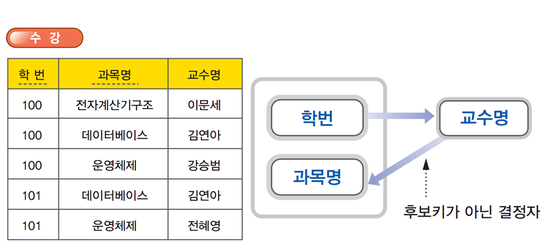 수 강
학 번 과목명 교수명
100 전자계산기구조 이문세
100 데이터베이스 김연아
100 운영체제 강승범
101 데이터베이스 김연아
101 운영체제 전혜영
학번
교수명
과목명
후보키가 아닌 결정자